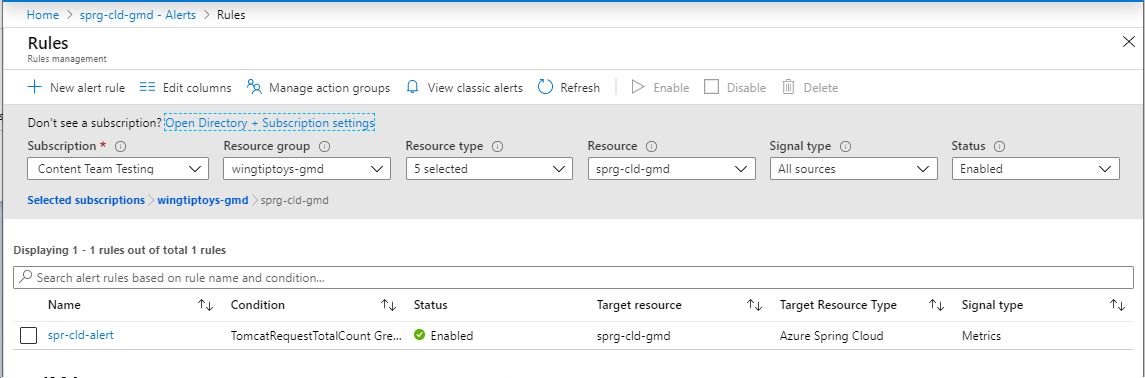 Home > sprg-cld-gmd - Alerts > Rules
Rules
Rules management
New alert rule Edit columns Manage action groups View classic alerts Refresh Enable Disable Delete
Don't see a subscription? Open Directory + Subscription settings
Subscription * Resource group Resource type Resource Signal type Status
Content Team Testing wingtiptoys-gmd 5 selected sprg-cld-gmd All sources Enabled
Selected subscriptions > wingtiptoys-gmd > sprg-cld-gmd
Displaying 1 - 1 rules out of total 1 rules
Search alert rules based on rule name and condition...
Name Condition Status Target resource Target Resource Type Signal type
spr-cld-alert TomcatRequestTotalCount Gre... Enabled sprg-cld-gmd Azure Spring Cloud Metrics